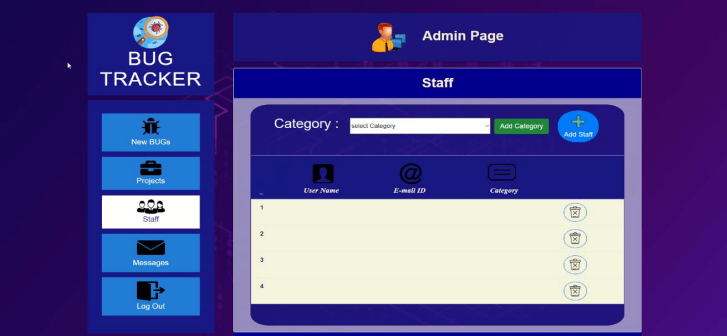 BUG
TRACKER
New BUGs
Projects
Staff
Messages
Log Out
Admin Page
Staff
Category :
select Category
Add Category
Add Staff
User Name
E-mail ID
Category
1
2
3
4